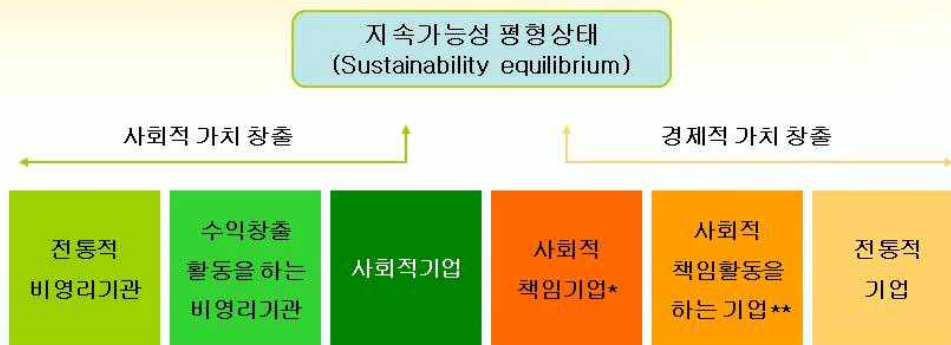 지속가능성 평형상태
(Sustainability equilibrium)
사회적 가치 창출
경제적 가치 창출
전통적
비영리기관
수익창출
활동을 하는
비영리기관
사회적기업
사회적
책임기업*
사회적
책임활동을
하는 기업**
전통적
기업